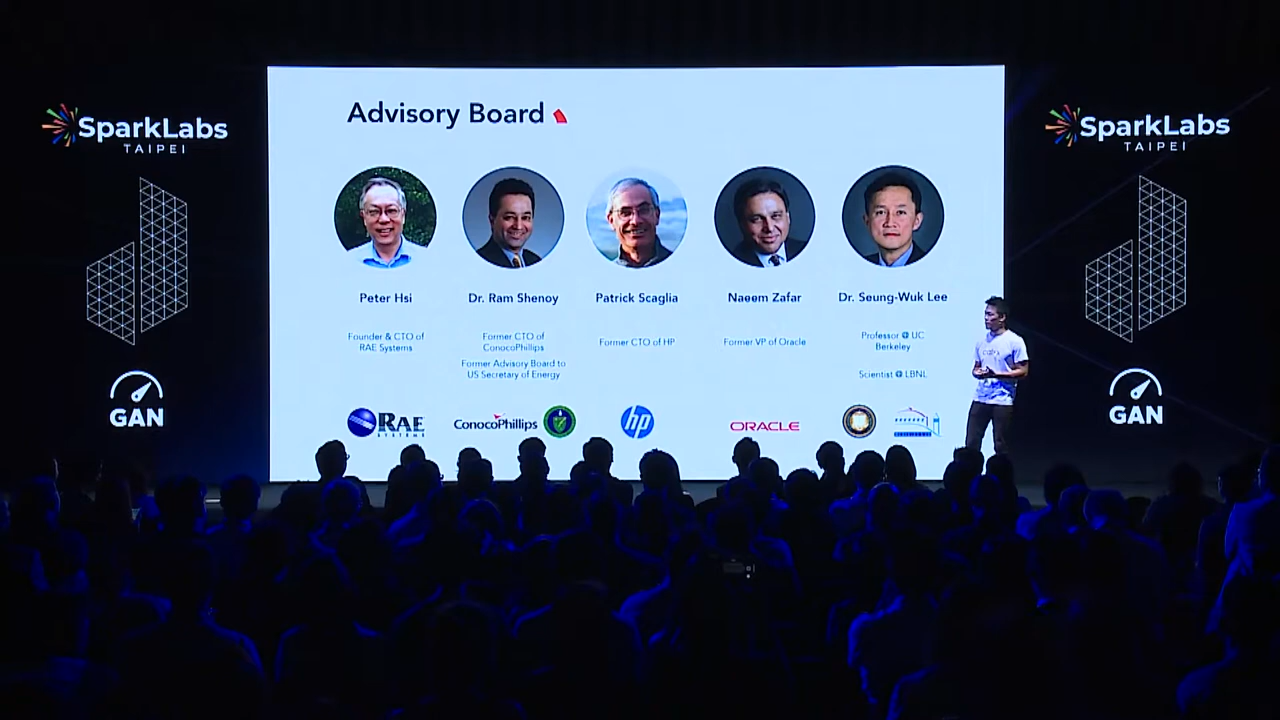 Advisory Board
SparkLabs
TAIPEI
GAN
SparkLabs
TAIPEI
GAN
Peter Hsi
Founder & CTO of
RAE Systems
RAE
SYSTEMS
Dr. Ram Shenoy
Former CTO of
ConocoPhillips
Former Advisory Board to
US Secretary of Energy
ConocoPhillips
Patrick Scaglia
Former CTO of HP
hp
Naeem Zafar
Former VP of Oracle
ORACLE
Dr. Seung-Wuk Lee
Professor @ UC
Berkeley
Scientist @ LBNL